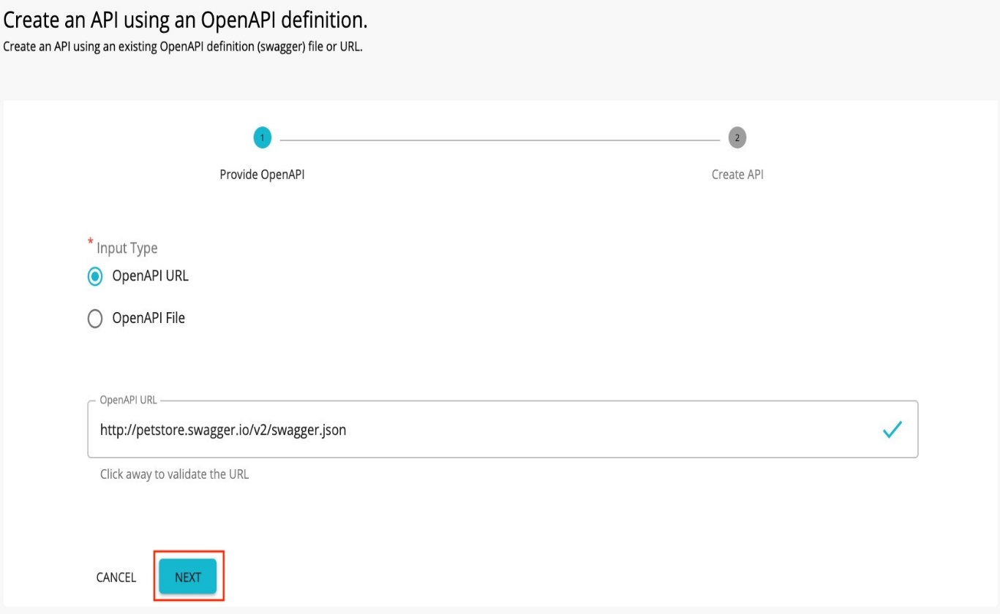 Create an API using an OpenAPI definition.
Create an API using an existing OpenAPI definition (swagger) file or URL.
1
2
Provide OpenAPI
Create API
* Input Type
OpenAPI URL
OpenAPI File
OpenAPI URL
http://petstore.swagger.io/v2/swagger.json
Click away to validate the URL
CANCEL
NEXT